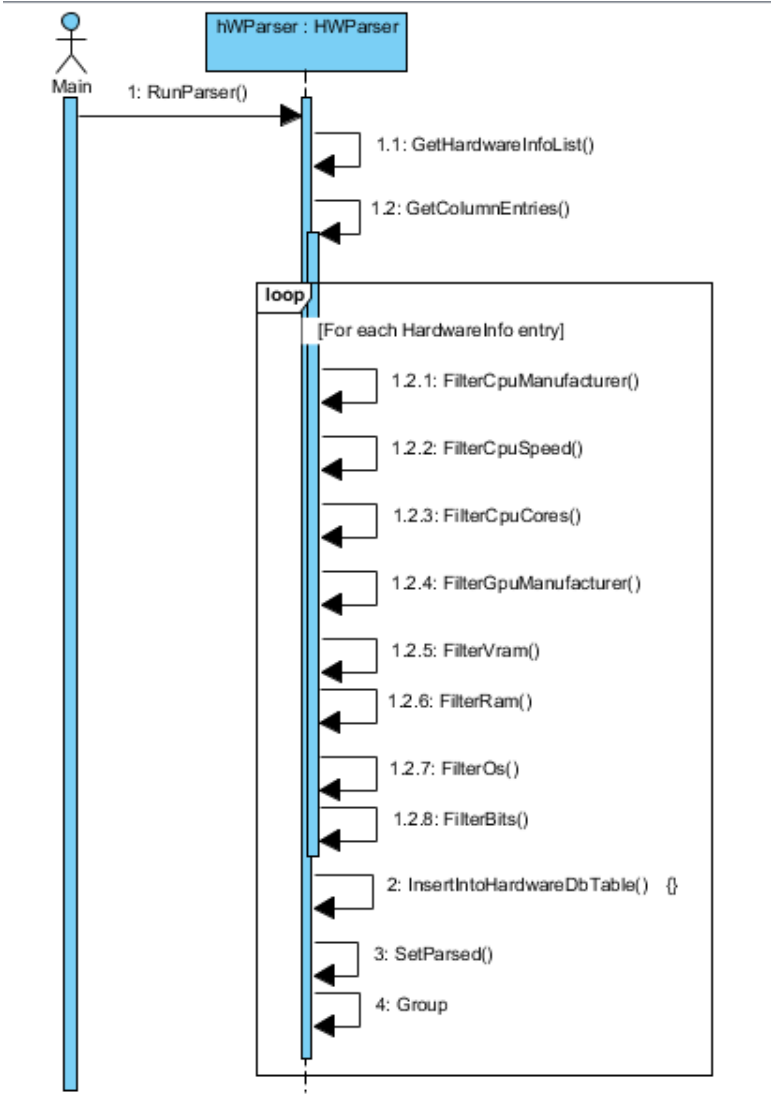 hWParser : HWParser
Main
1: RunParser()
1.1: GetHardwareInfoList()
1.2: GetColumnEntries()
loop
[For each HardwareInfo entry]
1.2.1: FilterCpuManufacturer()
1.2.2: FilterCpuSpeed()
1.2.3: FilterCpuCores()
1.2.4: FilterGpuManufacturer()
1.2.5: FilterVram()
1.2.6: FilterRam()
1.2.7: FilterOs()
1.2.8: FilterBits()
2: InsertIntoHardwareDbTable() {}
3: SetParsed()
4: Group